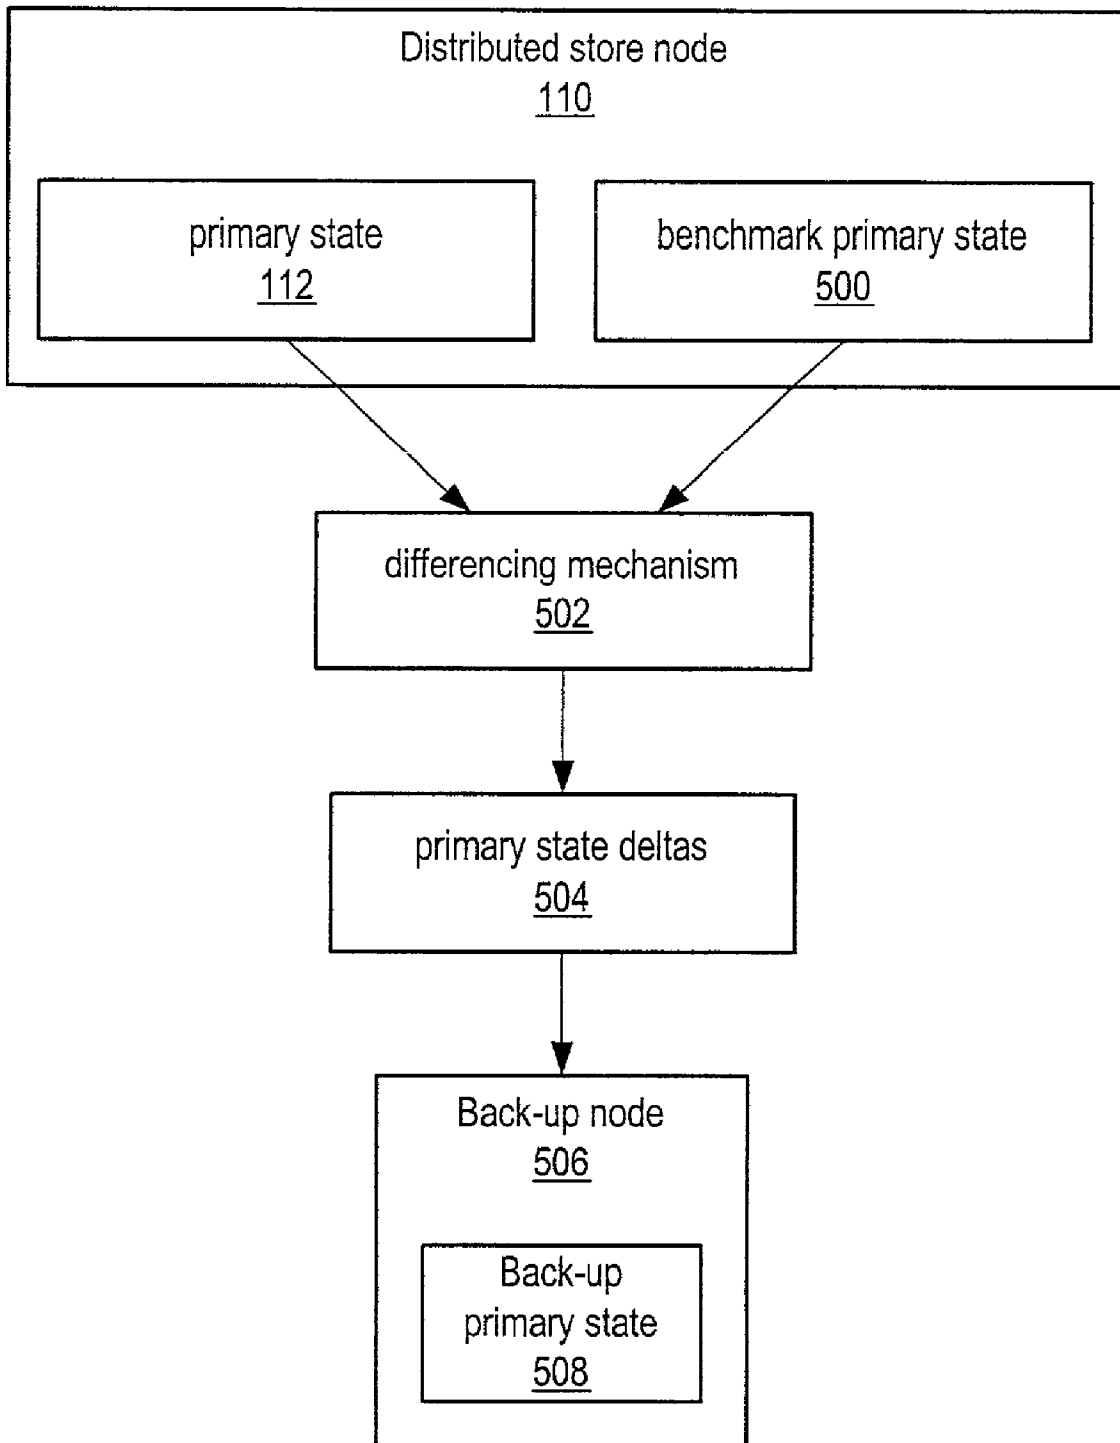 Distributed store node
110
primary state
112
benchmark primary state
500
differencing mechanism
502
primary state deltas
504
Back-up node
506
Back-up
primary state
508